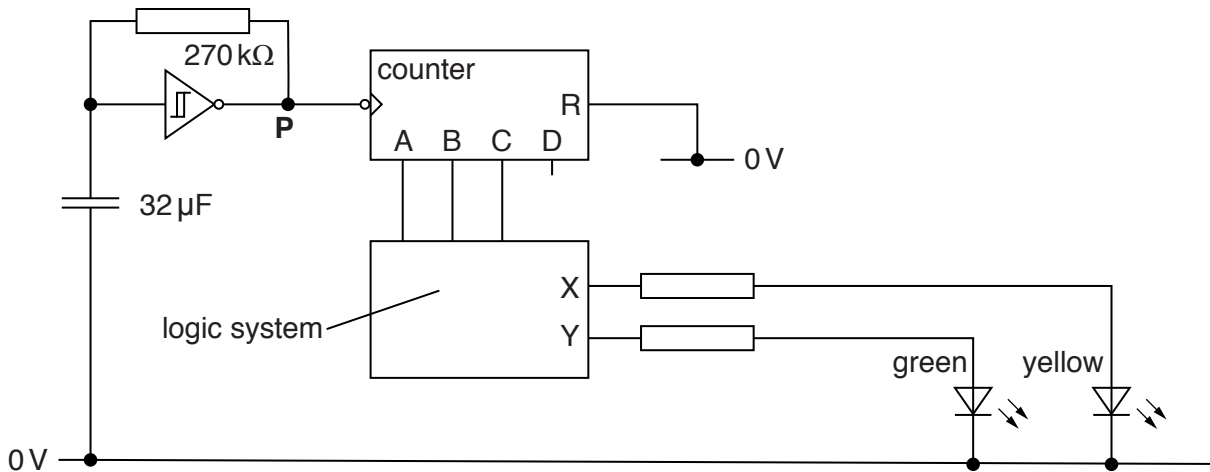 270 kΩ
counter
P
R
A B C D
0 V
32 µF
X
logic system
Y
green yellow
0 V